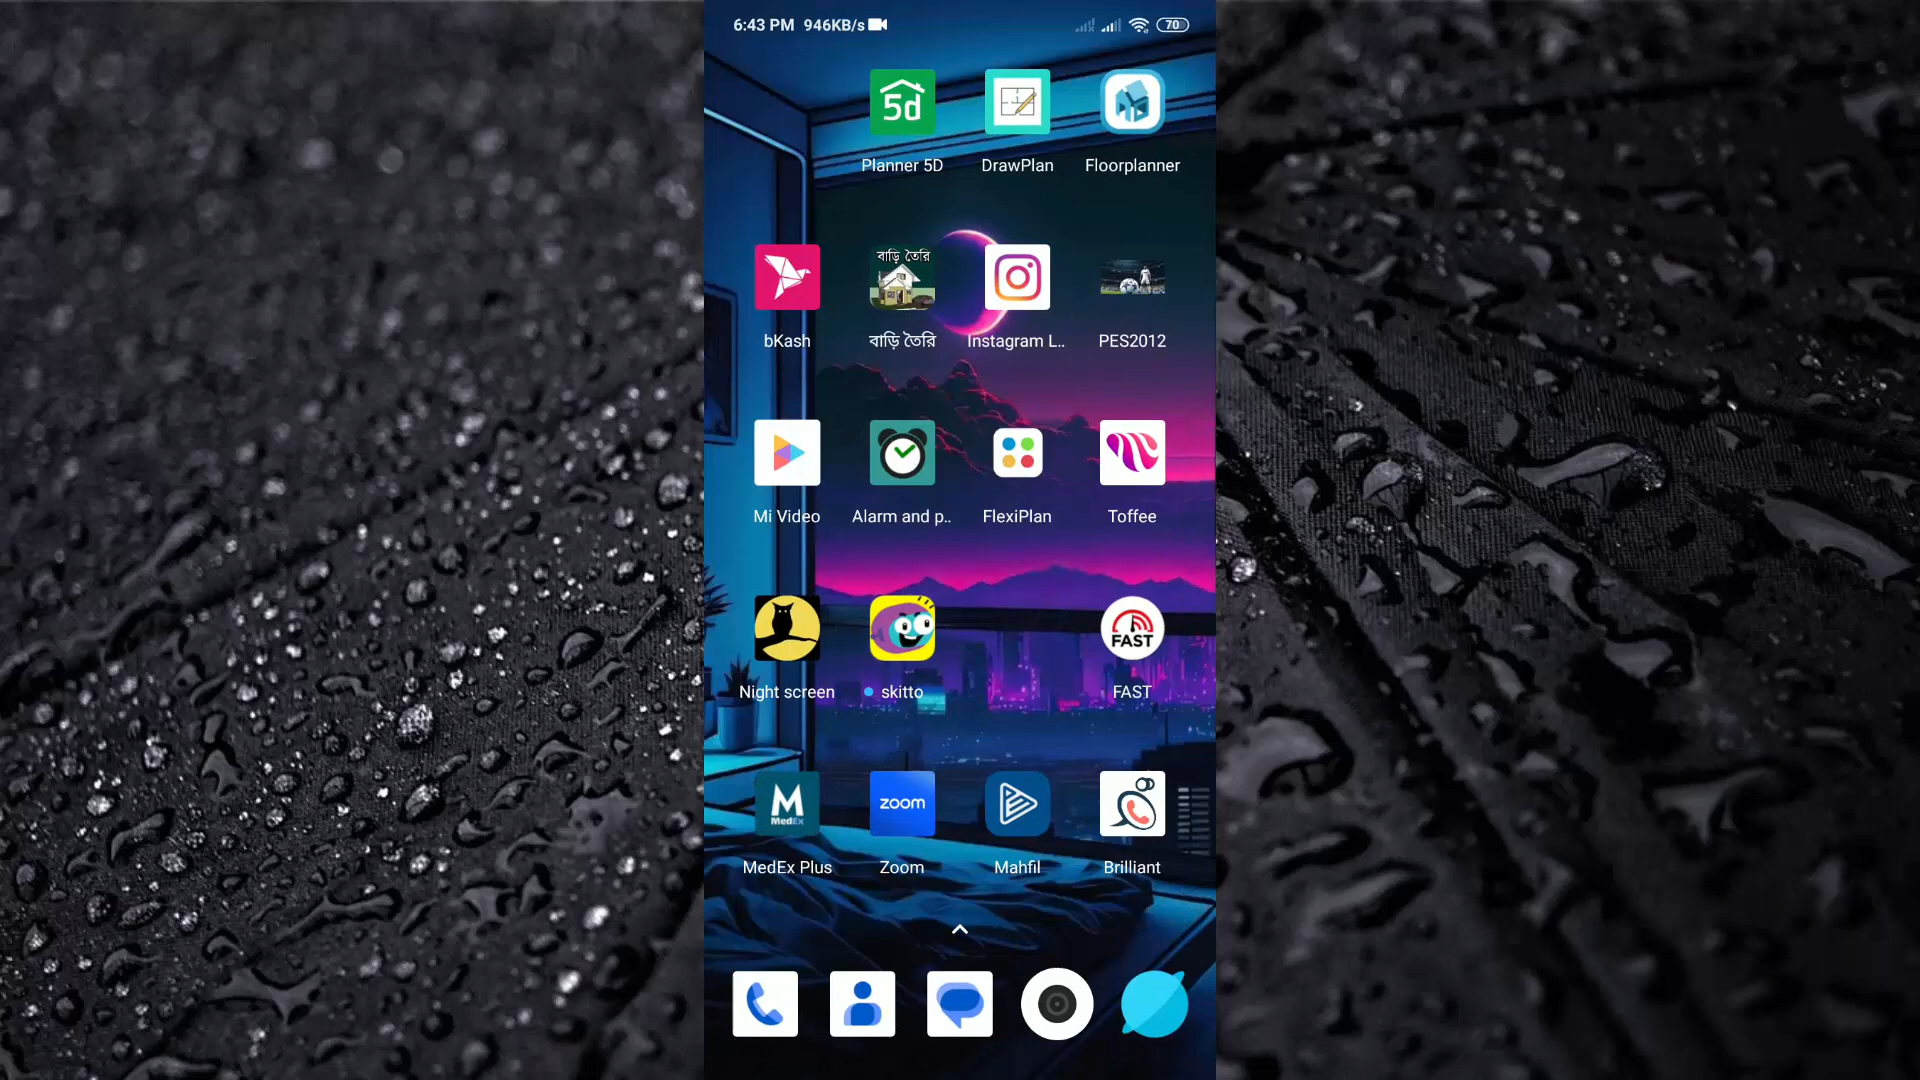 6:43 PM 946KB/s 70
5d
Planner 5D DrawPlan Floorplanner
বাড়ি তৈরি
bKash বাড়ি তৈরি Instagram L.. PES2012
Mi Video Alarm and p.. FlexiPlan Toffee
FAST
Night screen skitto FAST
M
MedEx
zoom
MedEx Plus Zoom Mahfil Brilliant